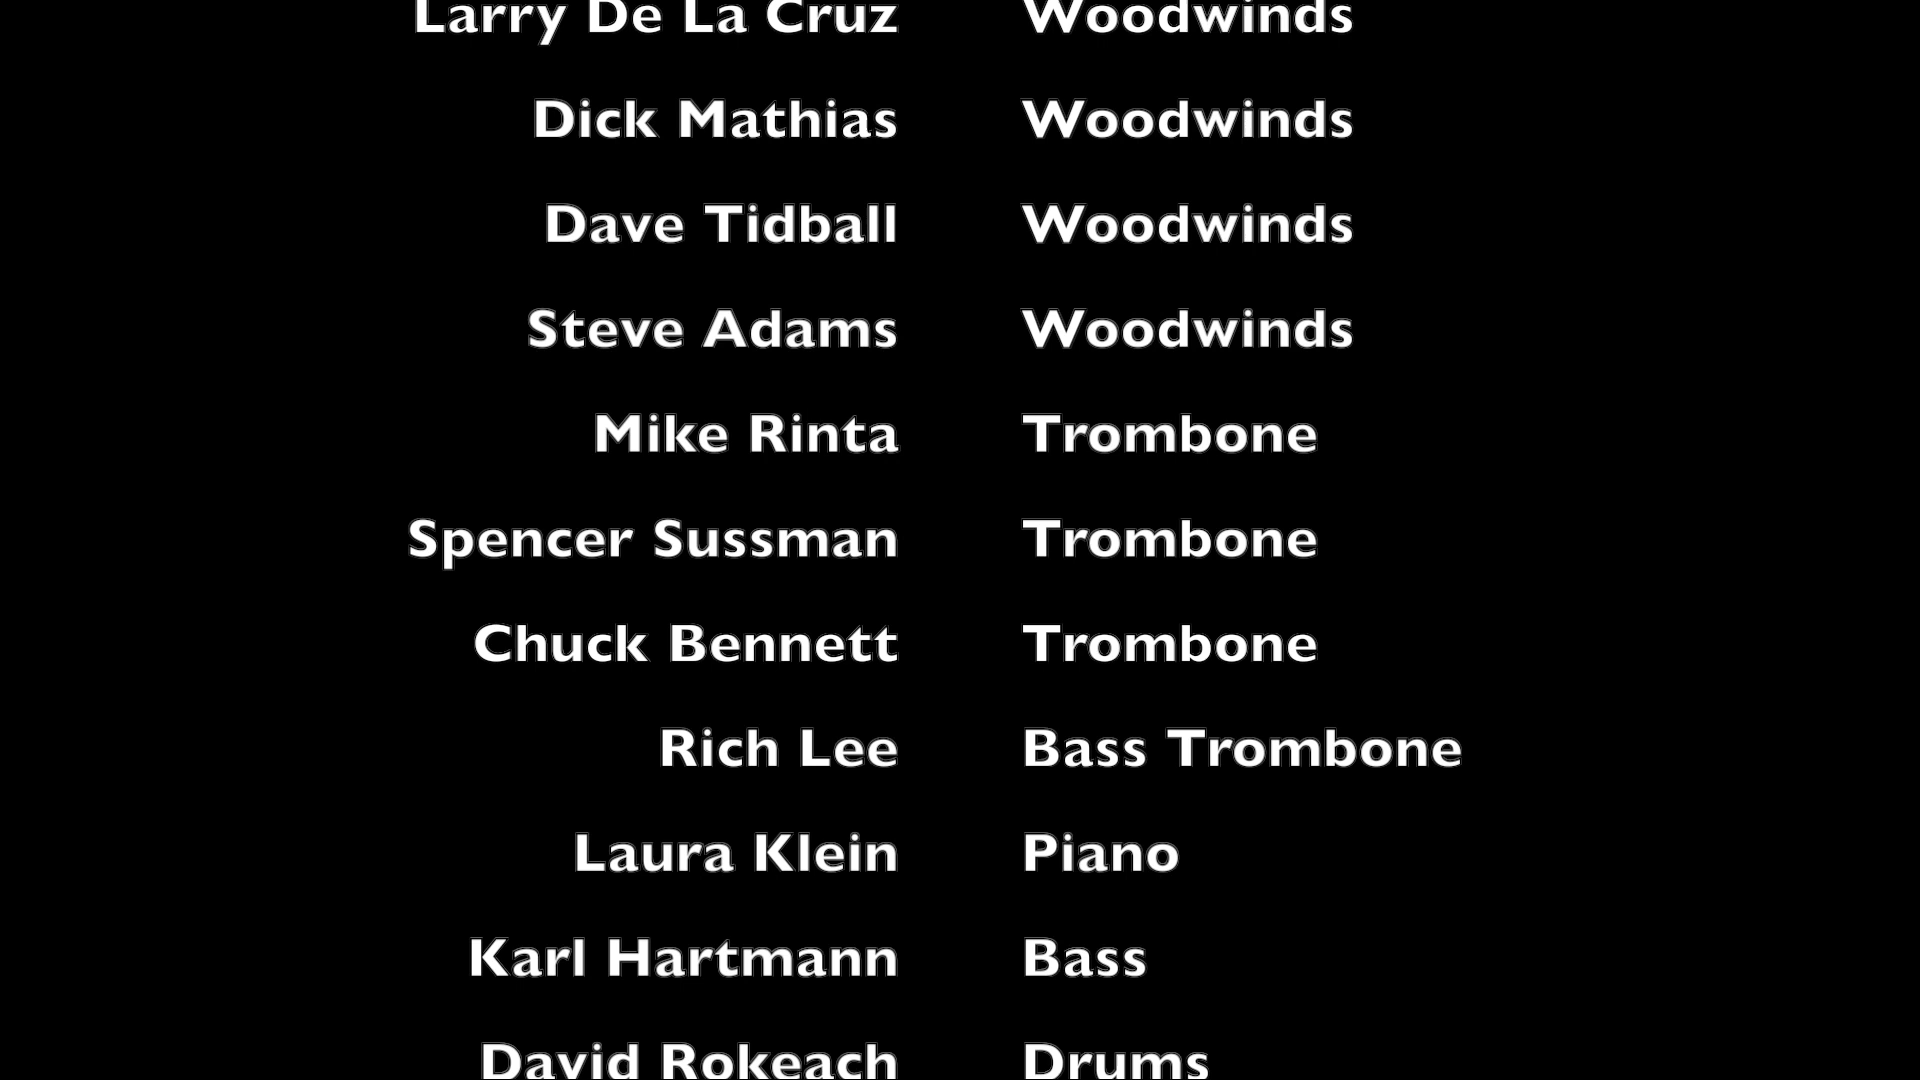 Larry De La Cruz Woodwinds
Dick Mathias Woodwinds
Dave Tidball Woodwinds
Steve Adams Woodwinds
Mike Rinta Trombone
Spencer Sussman Trombone
Chuck Bennett Trombone
Rich Lee Bass Trombone
Laura Klein Piano
Karl Hartmann Bass
David Rokeach Drums